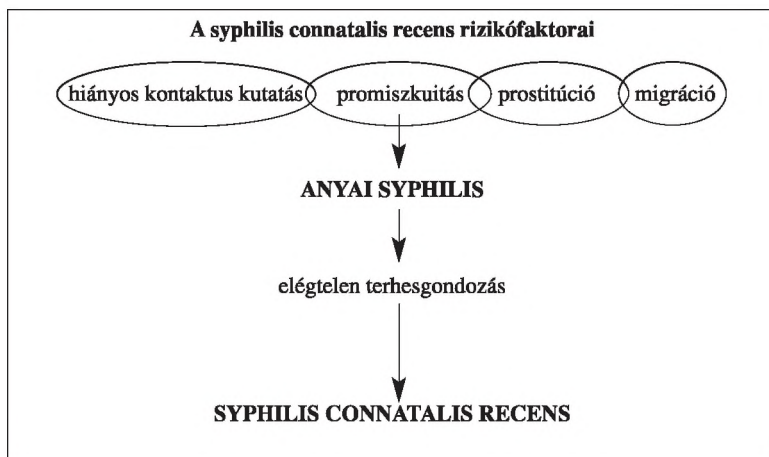 A syphilis connatalis recens rizikófaktorai
hiányos kontaktus kutatás promiszkuitás prostitúció migráció
ANYAI SYPHILIS
elégtelen terhesgondozás
SYPHILIS CONNATALIS RECENS